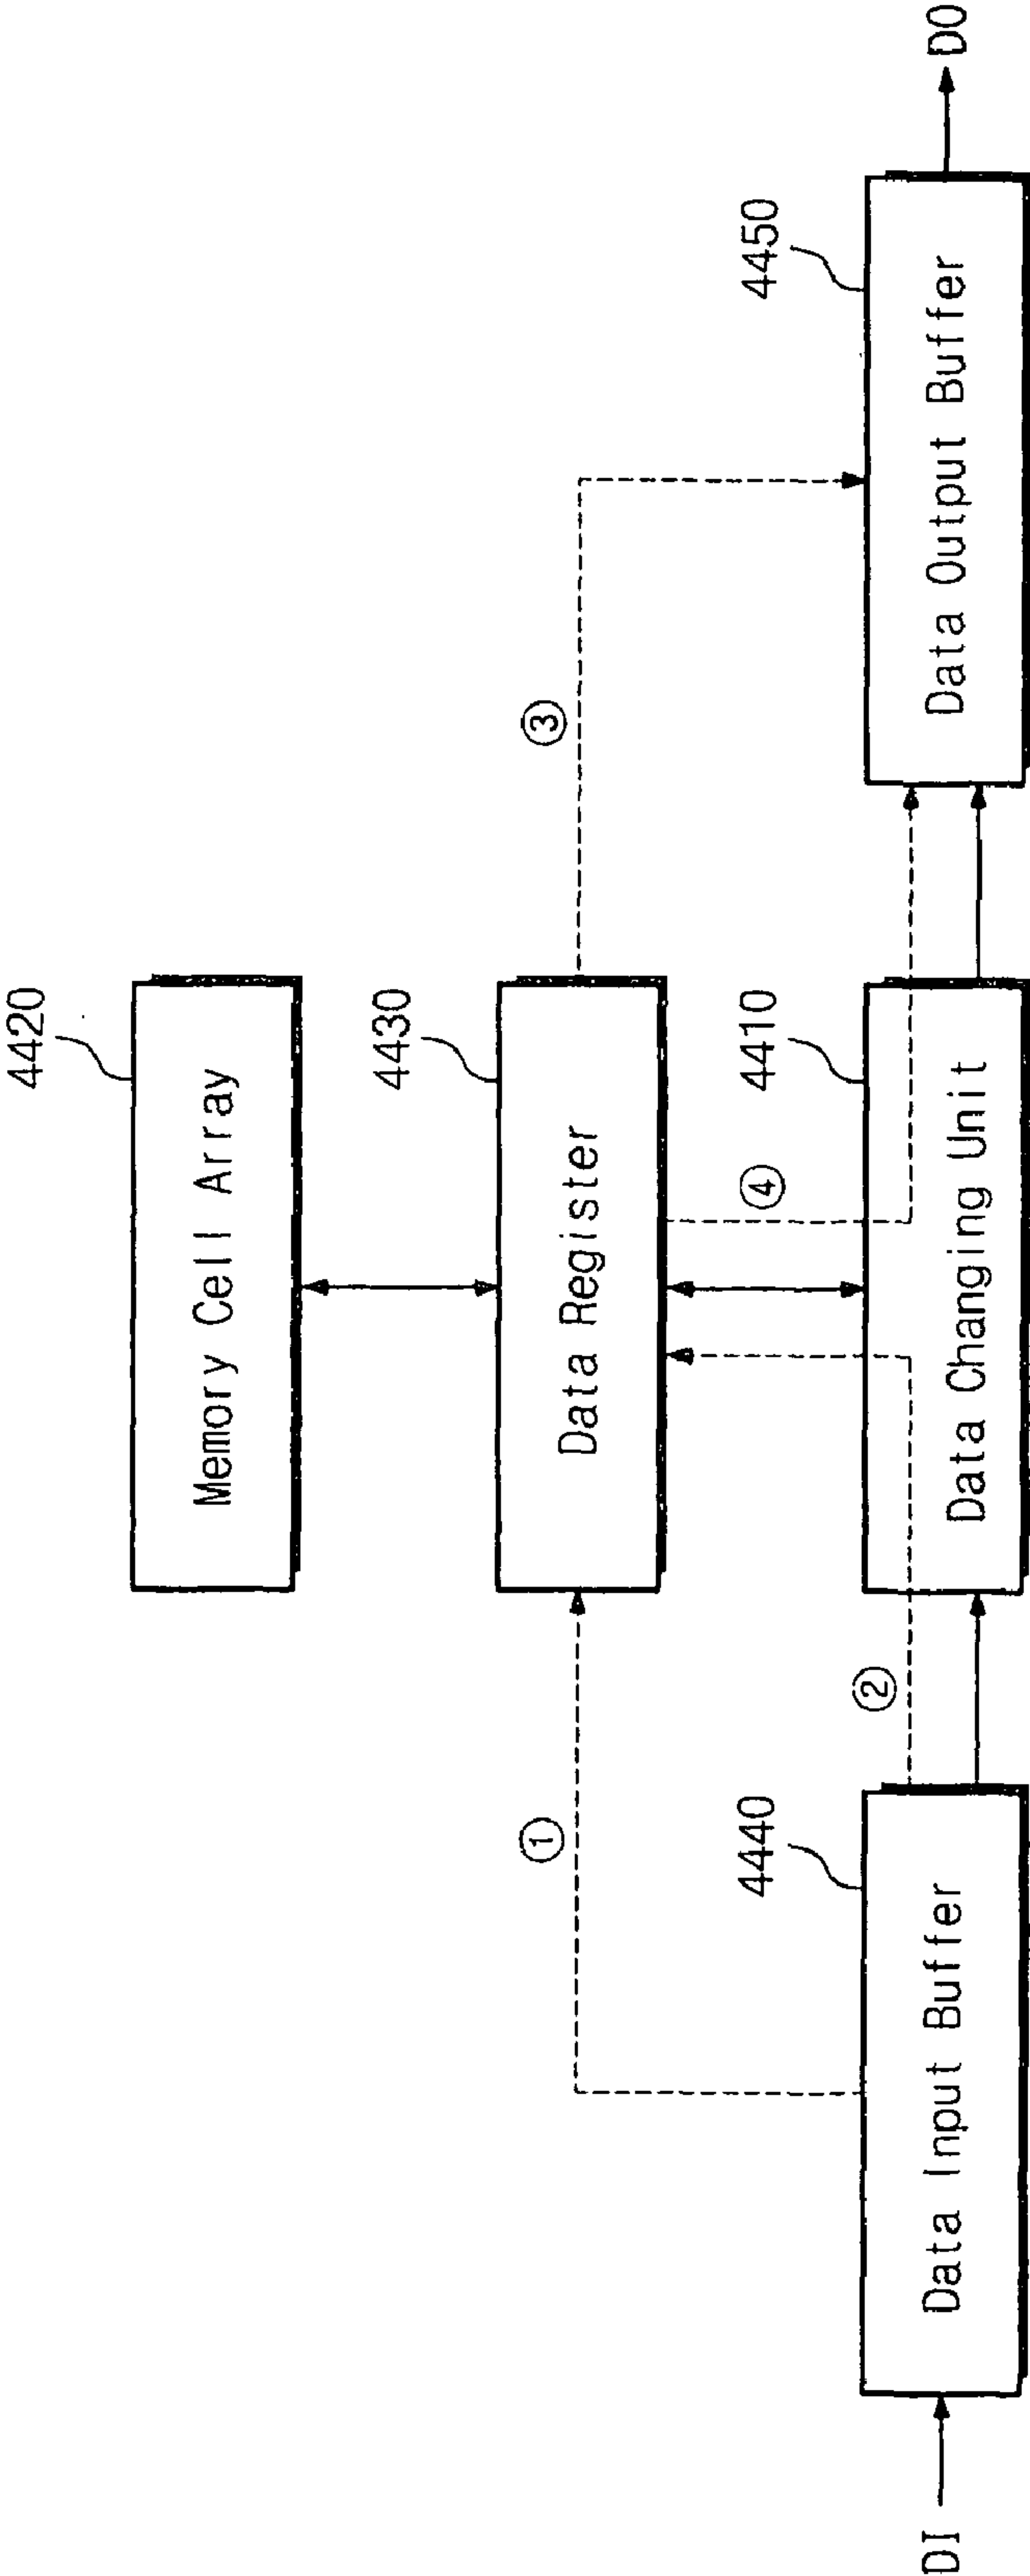 4420
Memory Cell Array
4430
Data Register
①
③
④
②
4440
4410
4450
DI
Data Input Buffer
Data Changing Unit
Data Output Buffer
DO